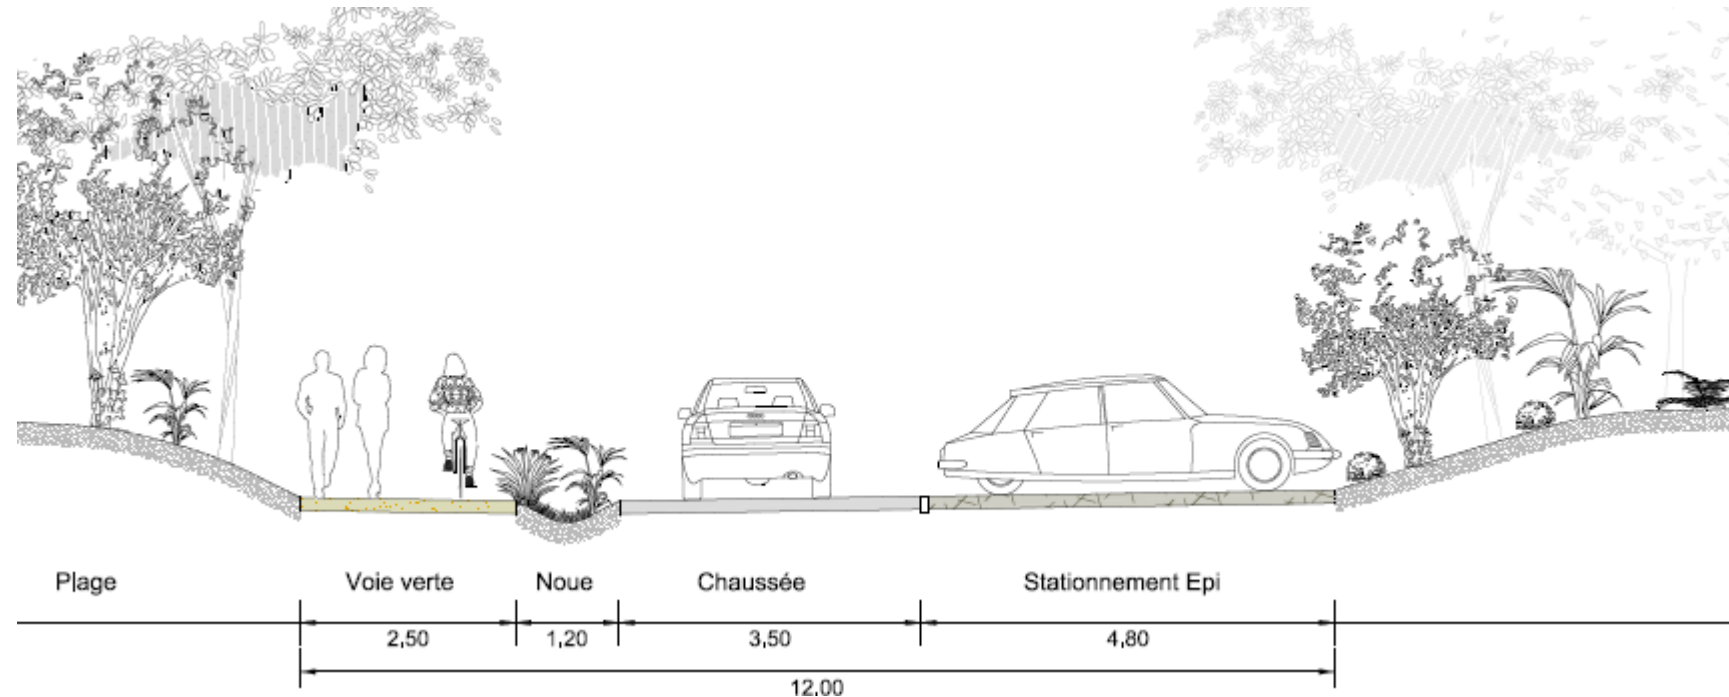 Plage Voie verte Noue Chaussée Stationnement Epi
2,50 1,20 3,50 4,80
12,00